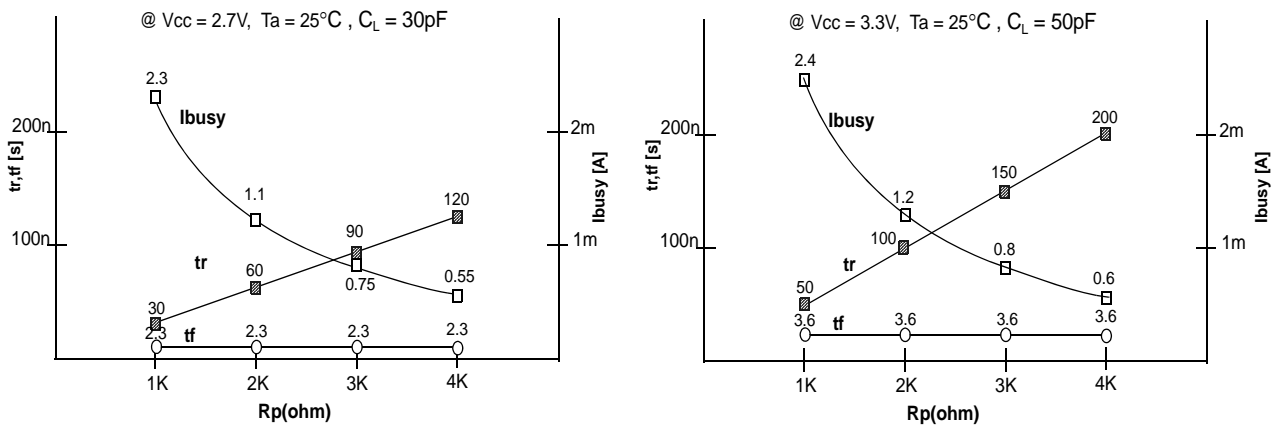 @ Vcc = 2.7V, Ta = 25°C , CL = 30pF
2.3
Ibusy
200n
2m
tr,tf [s]
Ibusy [A]
1.1
120
90
100n
1m
tr
60
0.75
0.55
30
2.3
tf
2.3
2.3
2.3
1K
2K
3K
4K
Rp(ohm)
@ Vcc = 3.3V, Ta = 25°C , CL = 50pF
2.4
Ibusy
200
200n
2m
tr,tf [s]
Ibusy [A]
150
1.2
100
0.8
100n
1m
tr
50
0.6
3.6
tf
3.6
3.6
3.6
1K
2K
3K
4K
Rp(ohm)